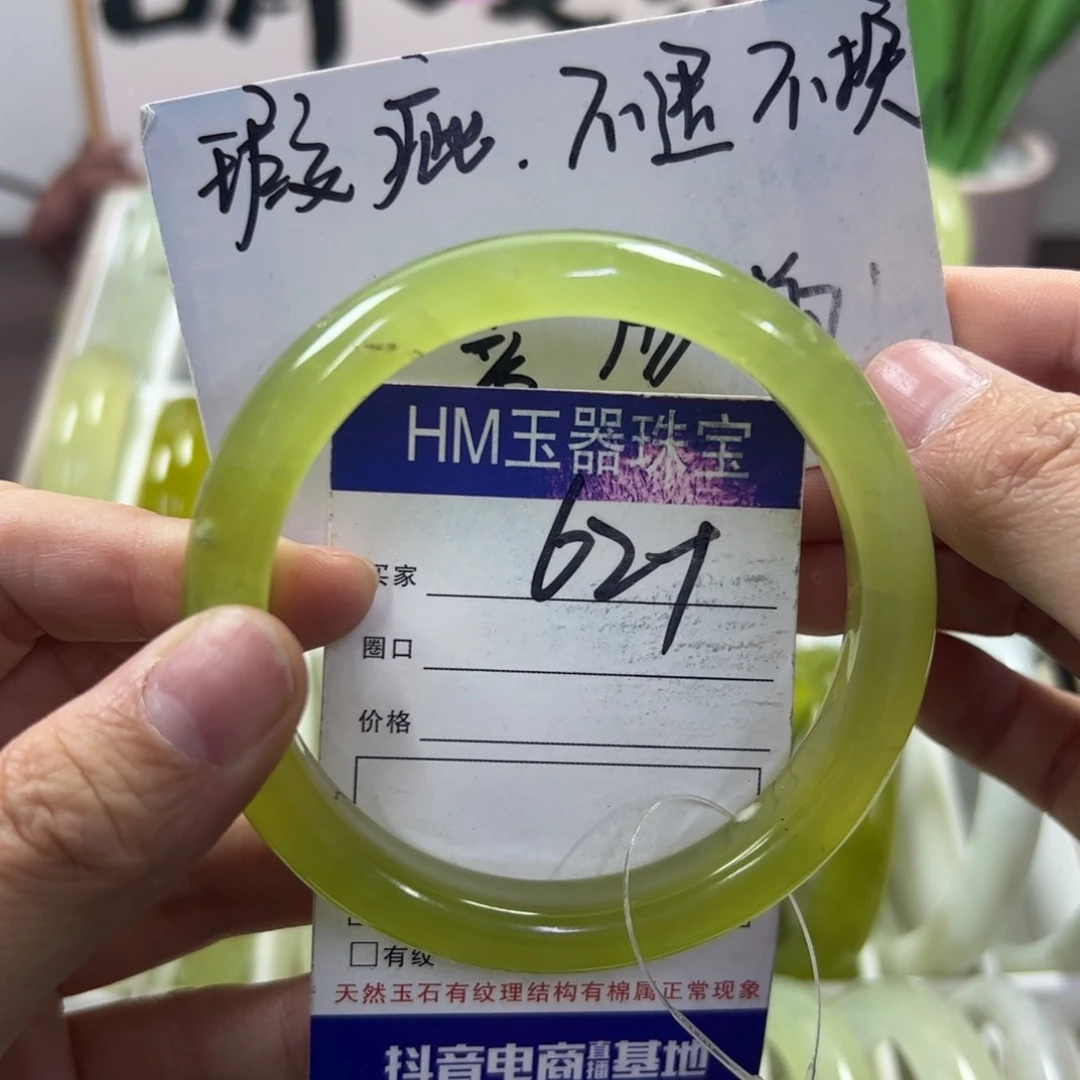 瑕疵.不退不换
HM玉器珠宝
627
买家
圈口
价格
有纹
天然玉石有纹理结构有棉属正常现象
抖音电商直播基地